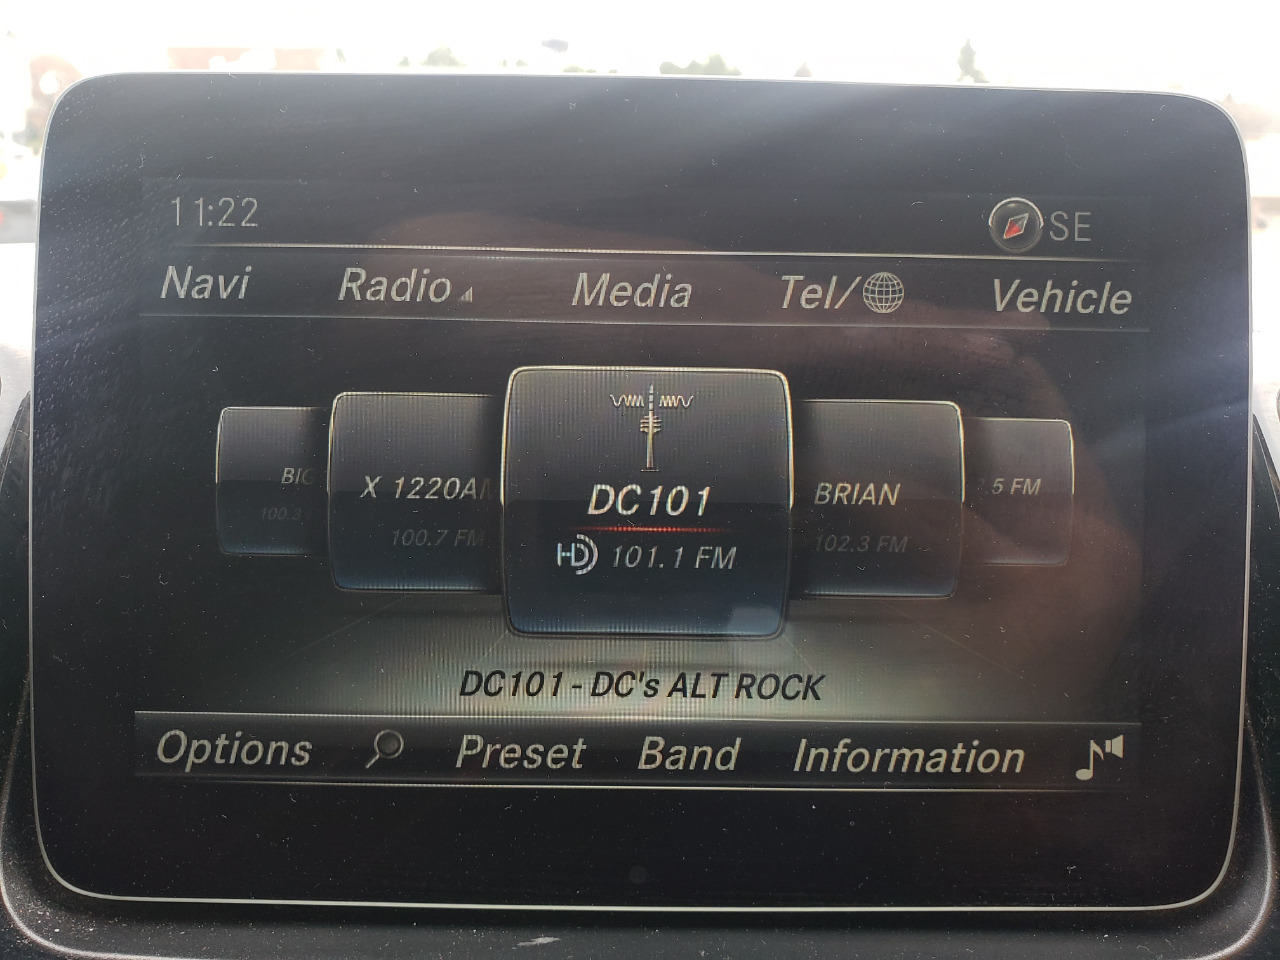 11:22 SE
Navi Radio Media Tel/ Vehicle
BIG X 1220AM DC101 BRIAN .5 FM
100.3 100.7 FM HD 101.1 FM 102.3 FM
DC101 - DC's ALT ROCK
Options Preset Band Information